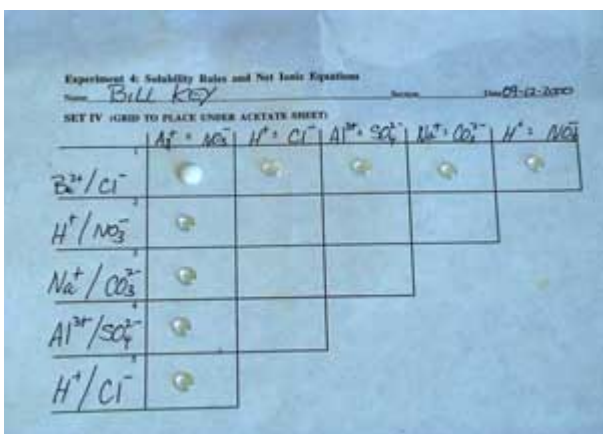 Experiment 4: Solubility Rules and Net Ionic Equations
Name BILL KEY Section Date 09-12-2000
SET IV (GRID TO PLACE UNDER ACETATE SHEET)
Ag⁺ = NO₃⁻ H⁺ = Cl⁻ Al³⁺ = SO₄²⁻ Na⁺ = CO₃²⁻ H⁺ = NO₃⁻
1
Ba²⁺/Cl⁻
2
H⁺/NO₃⁻
3
Na⁺/CO₃²⁻
4
Al³⁺/SO₄²⁻
5
H⁺/Cl⁻